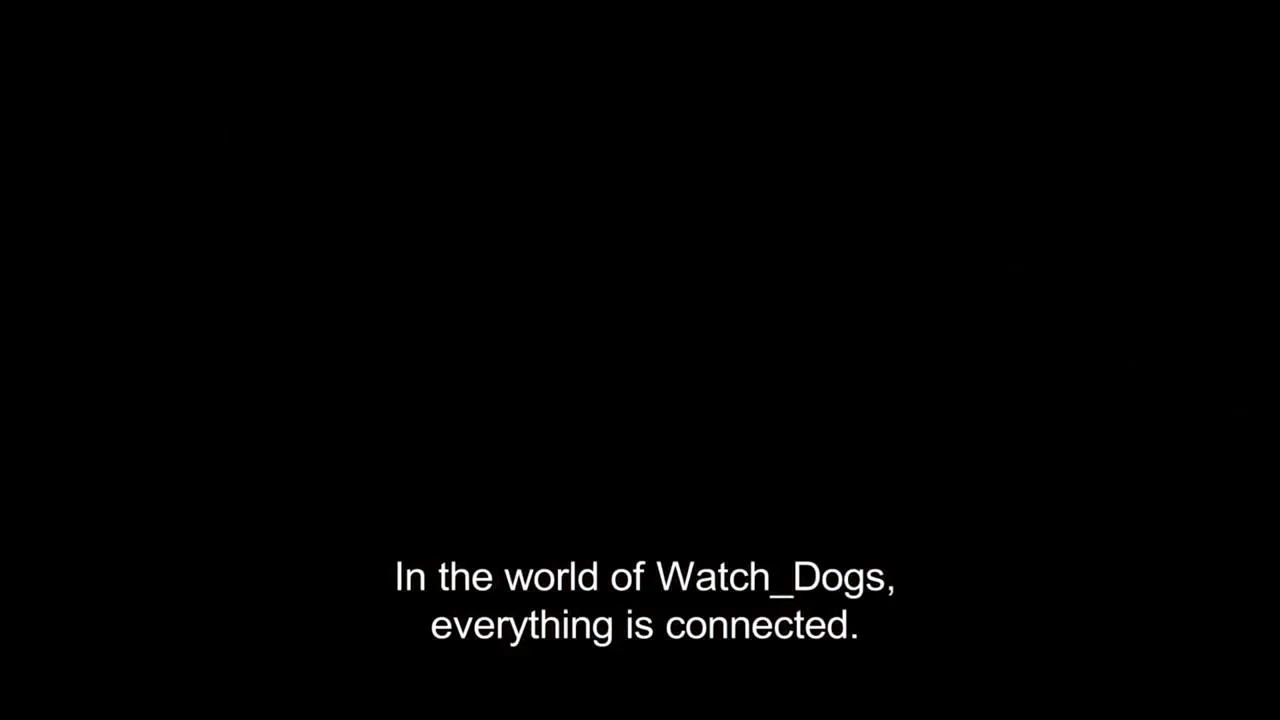 In the world of Watch_Dogs,
everything is connected.